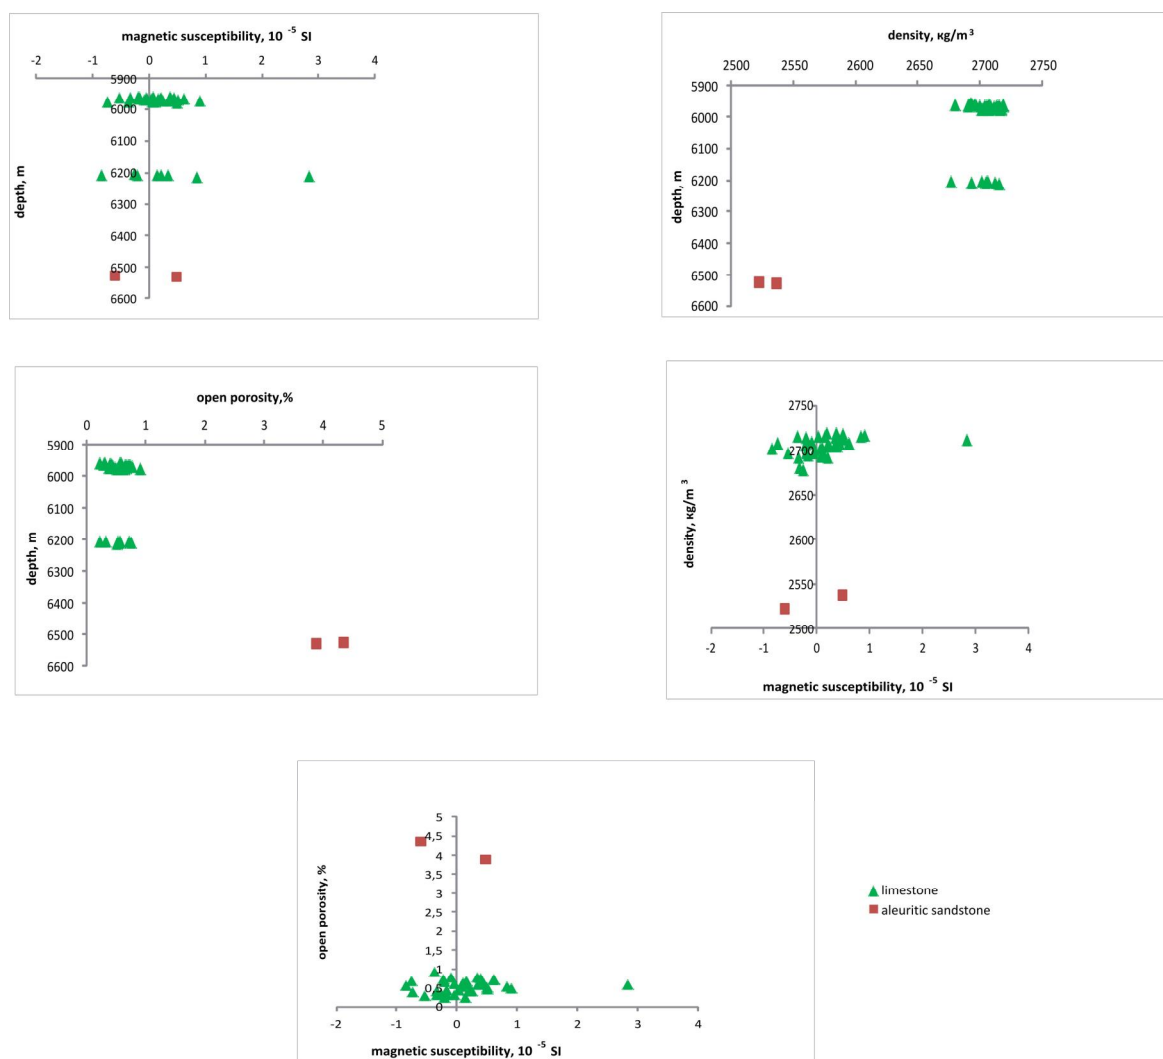 magnetic susceptibility, 10 ⁻⁵ SI
-2 -1 0 1 2 3 4
5900
6000
6100
6200
6300
6400
6500
6600
depth, m
density, кg/m³
2500 2550 2600 2650 2700 2750
5900
6000
6100
6200
6300
6400
6500
6600
depth, m
open porosity,%
0 1 2 3 4 5
5900
6000
6100
6200
6300
6400
6500
6600
depth, m
2750
2700
2650
2600
2550
2500
density, кg/m ³
-2 -1 0 1 2 3 4
magnetic susceptibility, 10 ⁻⁵ SI
5
4,5
4
3,5
3
2,5
2
1,5
1
0,5
0
open porosity, %
-2 -1 0 1 2 3 4
magnetic susceptibility, 10 ⁻⁵ SI
limestone
aleuritic sandstone